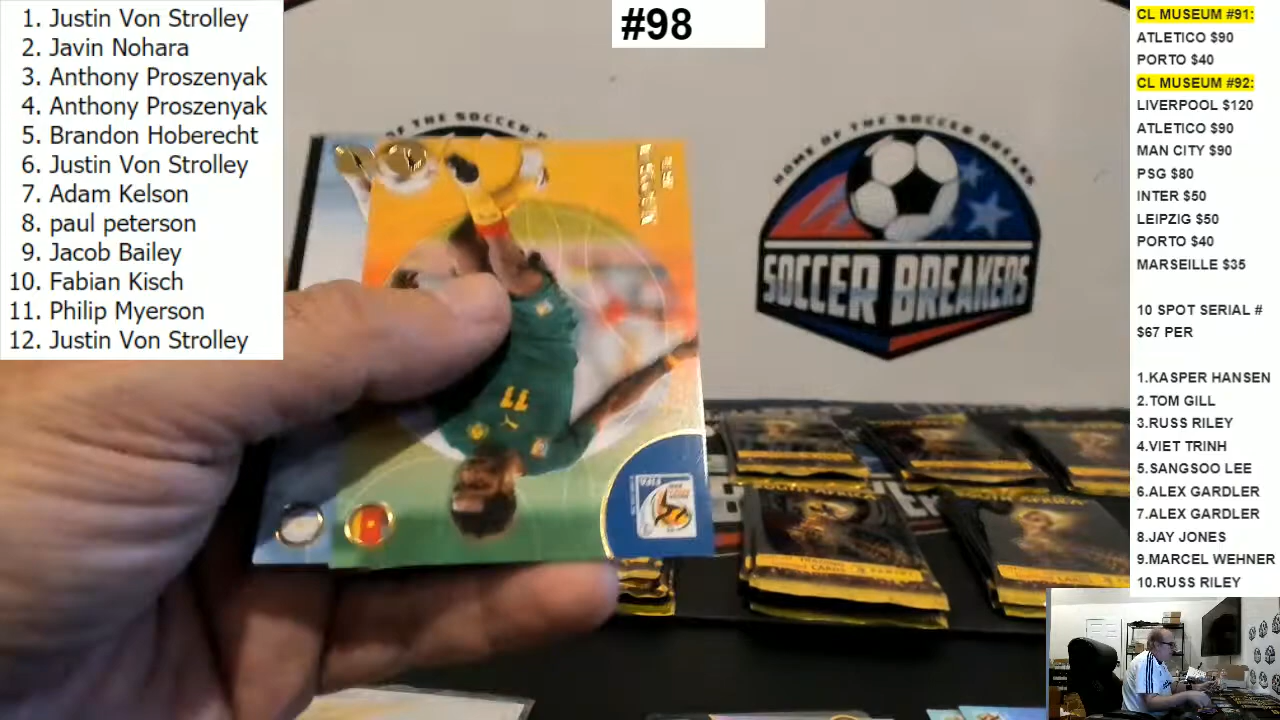 1. Justin Von Strolley
2. Javin Nohara
3. Anthony Proszenyak
4. Anthony Proszenyak
5. Brandon Hoberecht
6. Justin Von Strolley
7. Adam Kelson
8. paul peterson
9. Jacob Bailey
10. Fabian Kisch
11. Philip Myerson
12. Justin Von Strolley
#98
OF THE SOCCER
HOME OF THE SOCCER BREAKS
SOCCER BREAKERS
11
FIFA
CL MUSEUM #91:
ATLETICO $90
PORTO $40
CL MUSEUM #92:
LIVERPOOL $120
ATLETICO $90
MAN CITY $90
PSG $80
INTER $50
LEIPZIG $50
PORTO $40
MARSEILLE $35
10 SPOT SERIAL #
$67 PER
1.KASPER HANSEN
2.TOM GILL
3.RUSS RILEY
4.VIET TRINH
5.SANGSOO LEE
6.ALEX GARDLER
7.ALEX GARDLER
8.JAY JONES
9.MARCEL WEHNER
10.RUSS RILEY